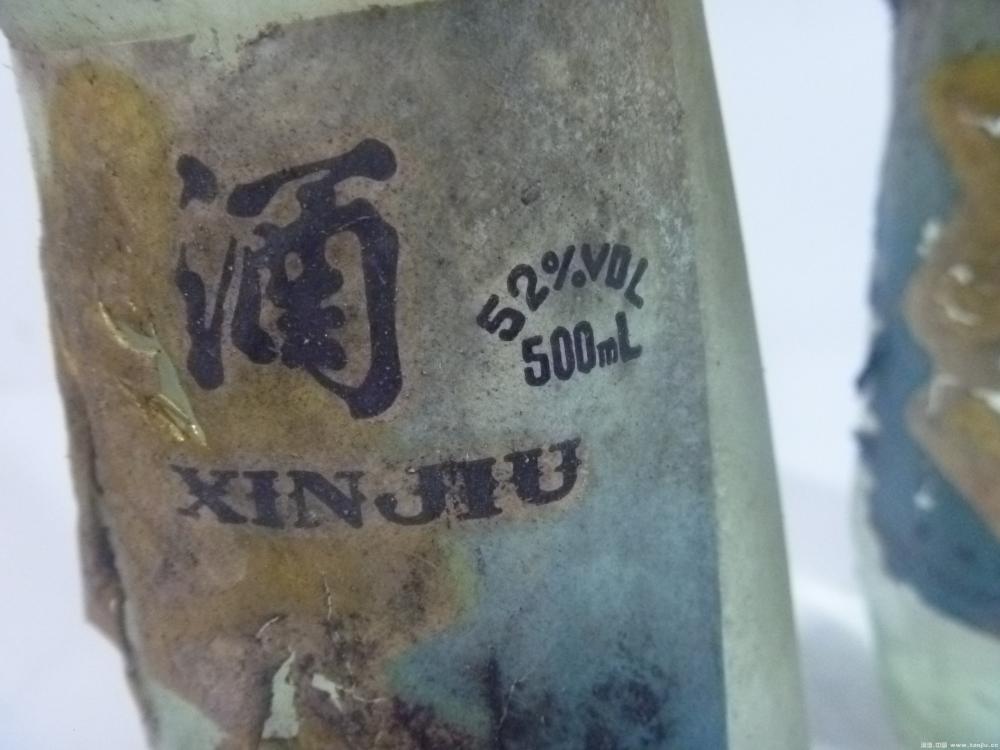 酒
52%VOL
500mL
XINJIU